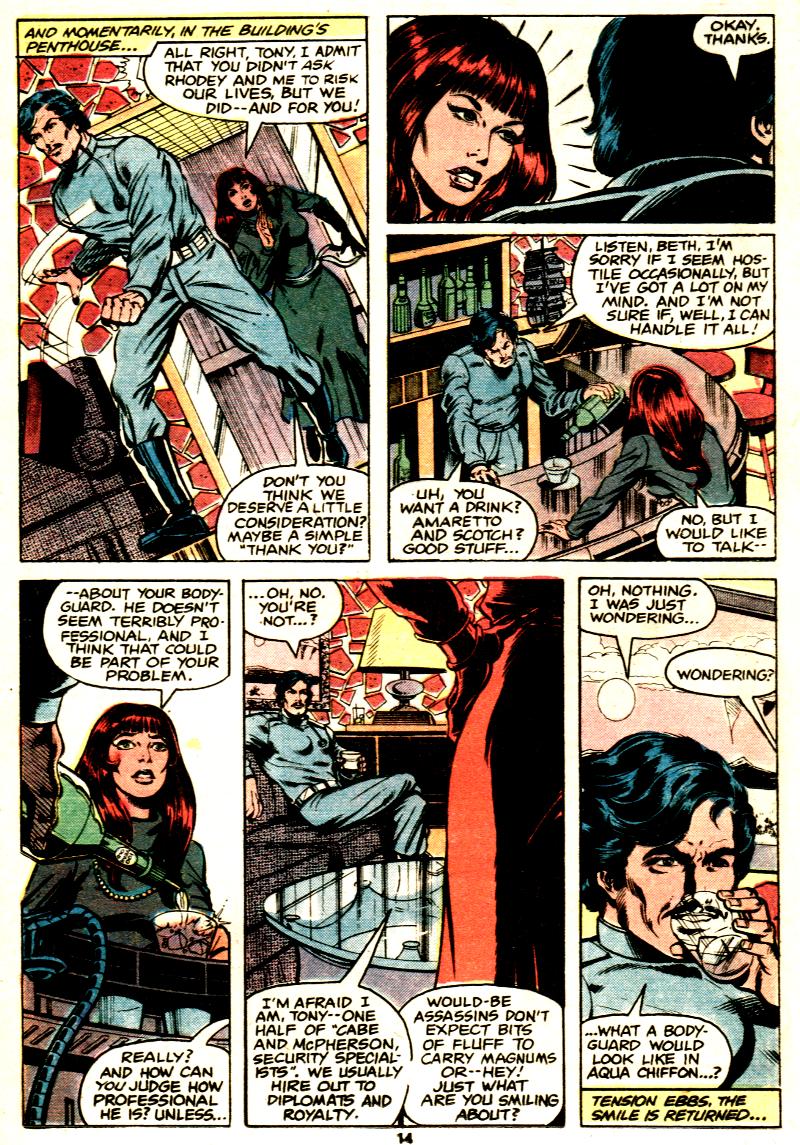 AND MOMENTARILY, IN THE BUILDING'S
PENTHOUSE...
ALL RIGHT, TONY, I ADMIT
THAT YOU DIDN'T ASK
RHODEY AND ME TO RISK
OUR LIVES, BUT WE
DID--AND FOR YOU!
DON'T YOU
THINK WE
DESERVE A LITTLE
CONSIDERATION?
MAYBE A SIMPLE
"THANK YOU?"
OKAY.
THANKS.
LISTEN, BETH, I'M
SORRY IF I SEEM HOS-
TILE OCCASIONALLY, BUT
I'VE GOT A LOT ON MY
MIND. AND I'M NOT
SURE IF, WELL, I CAN
HANDLE IT ALL!
UH, YOU
WANT A DRINK?
AMARETTO
AND SCOTCH?
GOOD STUFF...
NO, BUT I
WOULD LIKE
TO TALK--
--ABOUT YOUR BODY-
GUARD. HE DOESN'T
SEEM TERRIBLY PRO-
FESSIONAL, AND I
THINK THAT COULD
BE PART OF YOUR
PROBLEM.
REALLY?
AND HOW CAN
YOU JUDGE HOW
PROFESSIONAL
HE IS? UNLESS...
...OH, NO.
YOU'RE
NOT...?
I'M AFRAID I
AM, TONY--ONE
HALF OF "CABE
AND McPHERSON,
SECURITY SPECIAL-
ISTS". WE USUALLY
HIRE OUT TO
DIPLOMATS AND
ROYALTY.
WOULD-BE
ASSASSINS DON'T
EXPECT BITS
OF FLUFF TO
CARRY MAGNUMS
OR--HEY!
JUST WHAT
ARE YOU SMILING
ABOUT?
OH, NOTHING.
I WAS JUST
WONDERING...
WONDERING?
...WHAT A BODY-
GUARD WOULD
LOOK LIKE IN
AQUA CHIFFON...?
TENSION EBBS, THE
SMILE IS RETURNED...
14